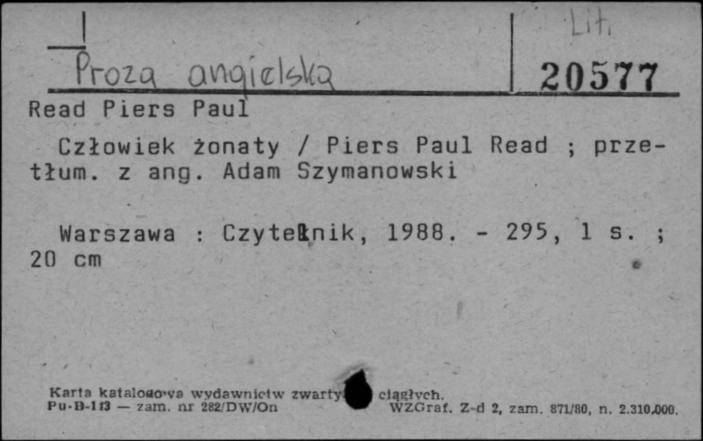 Lit.
Proza angielska
20577
Read Piers Paul
Człowiek żonaty / Piers Paul Read ; prze-
tłum. z ang. Adam Szymanowski
Warszawa : Czytelnik, 1988. - 295, 1 s. ;
20 cm
Karta katalogowa wydawnictw zwarty ciągłych.
Pu-B-113 — zam. nr 282/DW/On WZGraf. Z-d 2, zam. 871/80, n. 2.310.000.